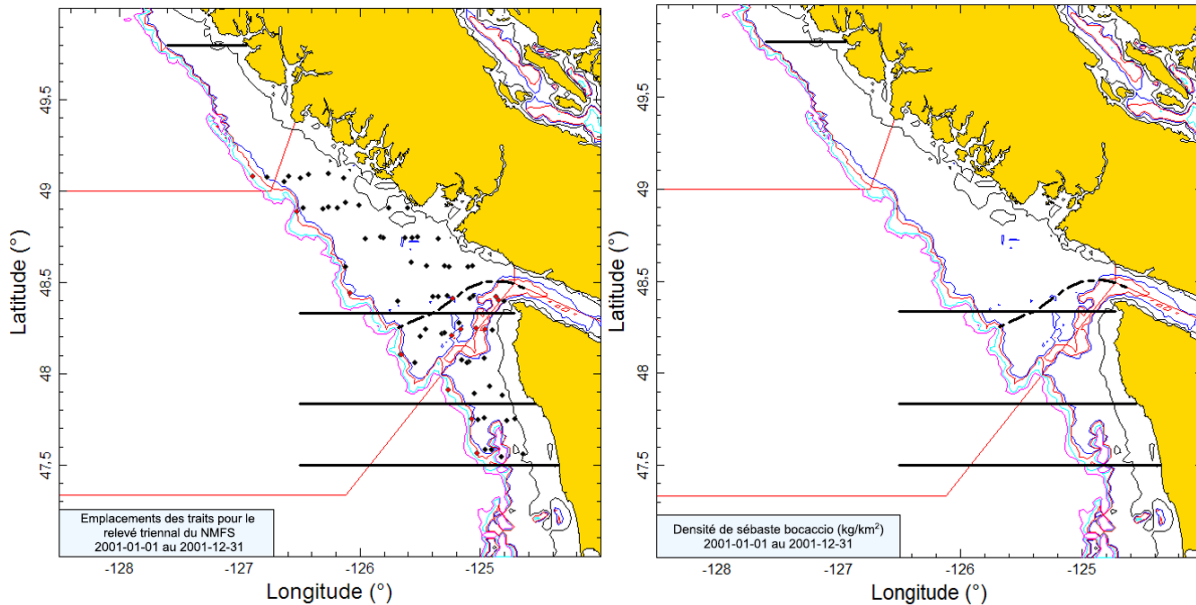 49,5
49
48,5
48
47,5
Latitude (°)
-128
-127
-126
-125
Longitude (°)
Emplacements des traits pour le
relevé triennal du NMFS
2001-01-01 au 2001-12-31
49,5
49
48,5
48
47,5
Latitude (°)
-128
-127
-126
-125
Longitude (°)
Densité de sébaste bocaccio (kg/km²)
2001-01-01 au 2001-12-31